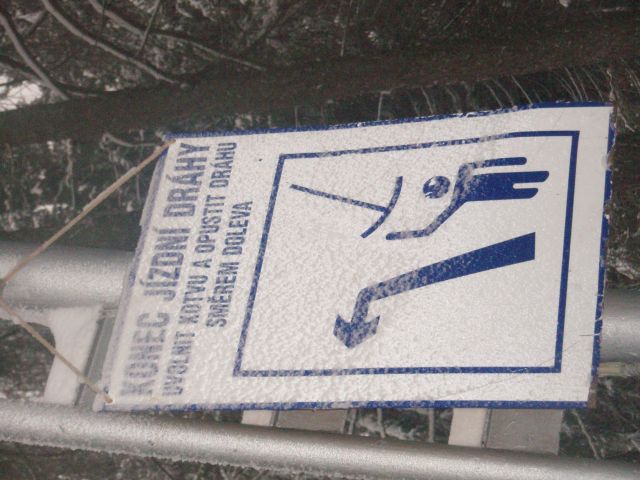 KONEC JÍZDNÍ DRÁHY
UVOLNIT KOTVU A OPUSTIT DRÁHU
SMĚREM DOLEVA